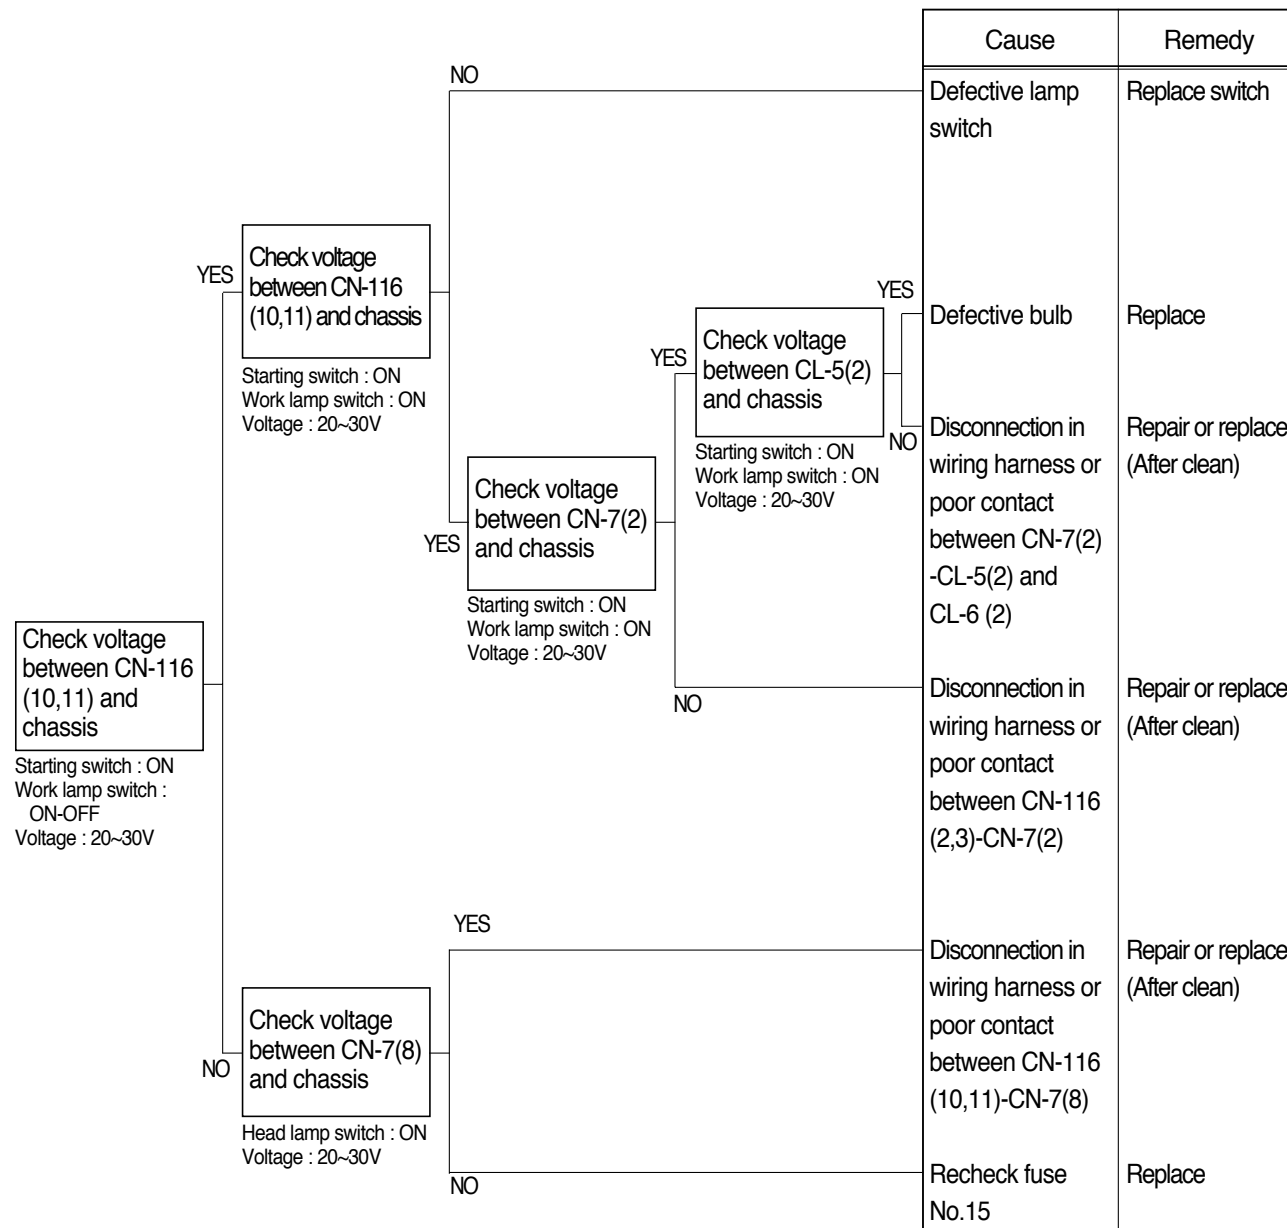 Cause
Remedy
NO
Defective lamp
switch
Replace switch
YES
Check voltage
between CN-116
(10,11) and chassis
Starting switch : ON
Work lamp switch : ON
Voltage : 20~30V
YES
Check voltage
between CL-5(2)
and chassis
Starting switch : ON
Work lamp switch : ON
Voltage : 20~30V
YES
Defective bulb
Replace
NO
Disconnection in
wiring harness or
poor contact
between CN-7(2)
-CL-5(2) and
CL-6 (2)
Repair or replace
(After clean)
YES
Check voltage
between CN-7(2)
and chassis
Starting switch : ON
Work lamp switch : ON
Voltage : 20~30V
NO
Disconnection in
wiring harness or
poor contact
between CN-116
(2,3)-CN-7(2)
Repair or replace
(After clean)
Check voltage
between CN-116
(10,11) and
chassis
Starting switch : ON
Work lamp switch :
ON-OFF
Voltage : 20~30V
YES
Disconnection in
wiring harness or
poor contact
between CN-116
(10,11)-CN-7(8)
Repair or replace
(After clean)
NO
Check voltage
between CN-7(8)
and chassis
Head lamp switch : ON
Voltage : 20~30V
NO
Recheck fuse
No.15
Replace